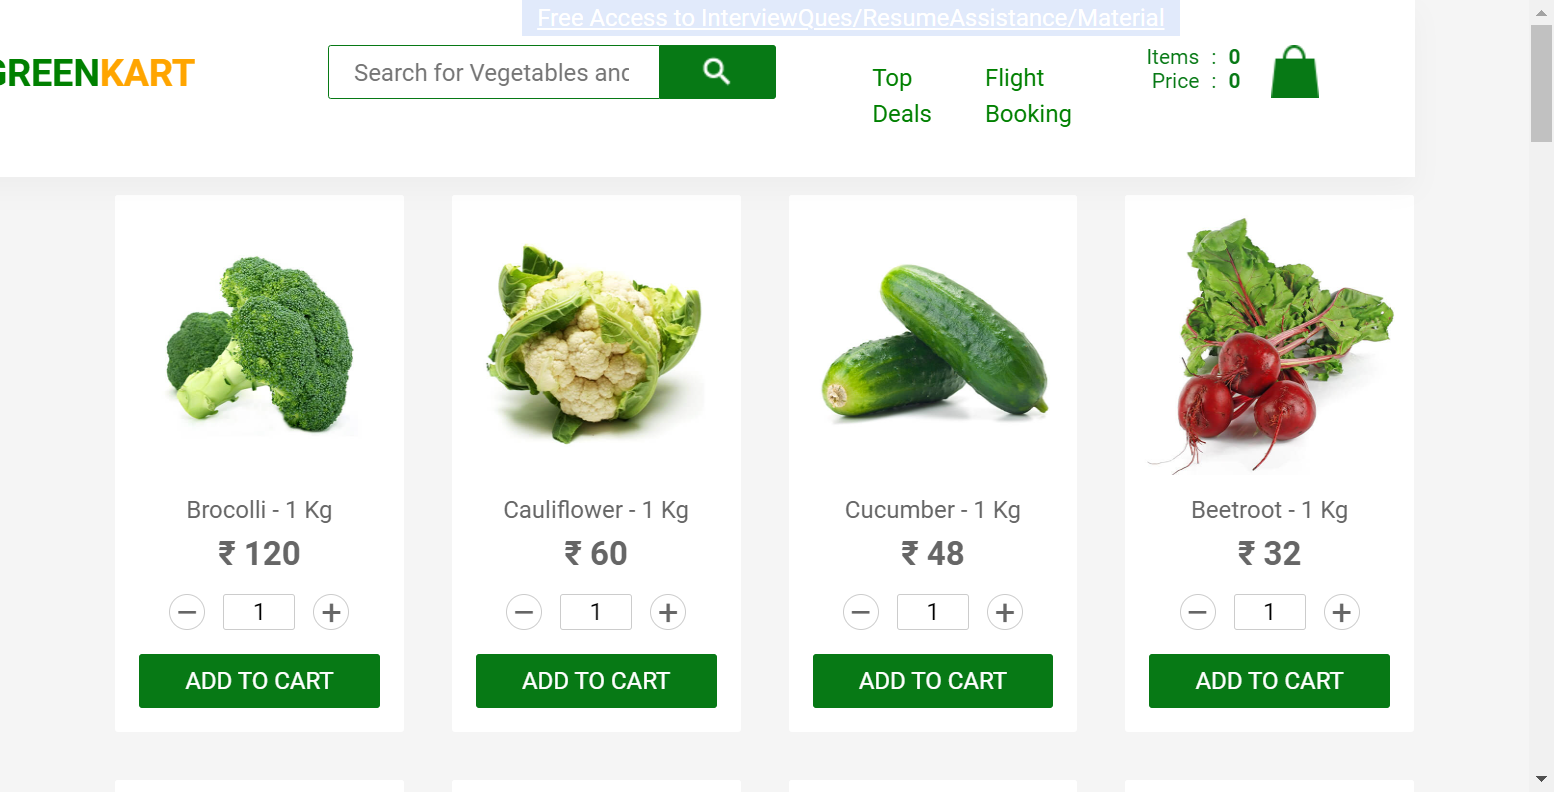 Free Access to InterviewQues/ResumeAssistance/Material
GREENKART
Search for Vegetables and
Top Deals
Flight Booking
Items : 0
Price : 0
Brocolli - 1 Kg
₹ 120
− 1 +
ADD TO CART
Cauliflower - 1 Kg
₹ 60
− 1 +
ADD TO CART
Cucumber - 1 Kg
₹ 48
− 1 +
ADD TO CART
Beetroot - 1 Kg
₹ 32
− 1 +
ADD TO CART